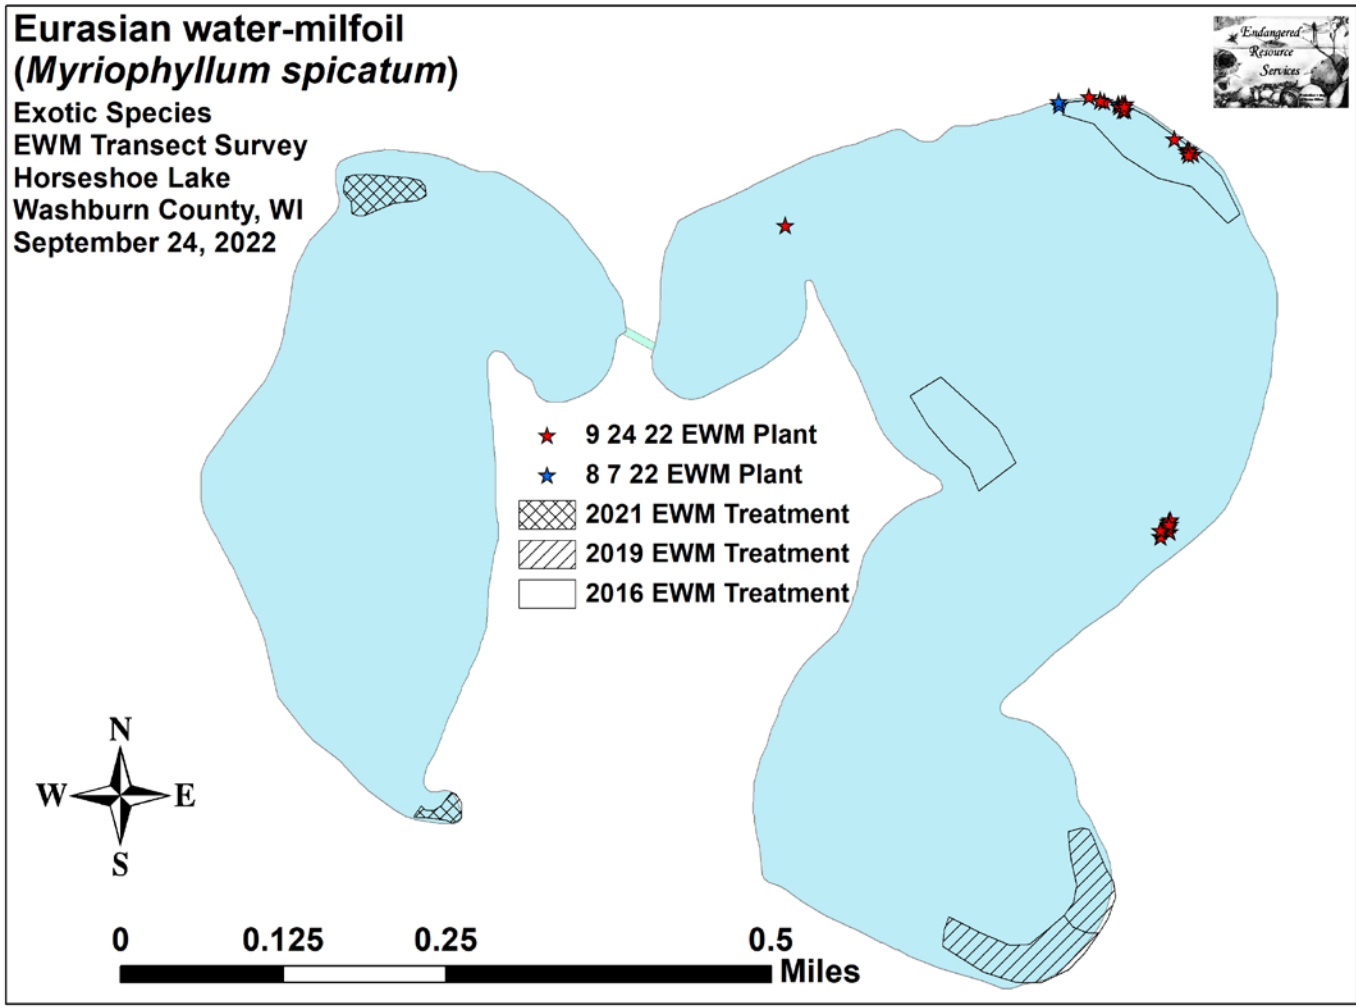 Eurasian water-milfoil
(Myriophyllum spicatum)
Exotic Species
EWM Transect Survey
Horseshoe Lake
Washburn County, WI
September 24, 2022
Endangered
Resource
Services
9 24 22 EWM Plant
8 7 22 EWM Plant
2021 EWM Treatment
2019 EWM Treatment
2016 EWM Treatment
N
W E
S
0 0.125 0.25 0.5
Miles